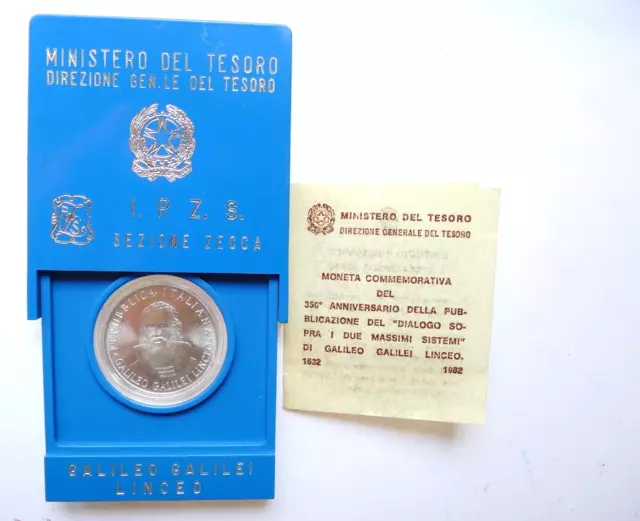 MINISTERO DEL TESORO
DIREZIONE GEN.LE DEL TESORO
I. P. Z. S.
SEZIONE ZECCA
REPUBBLICA ITALIANA
GALILEO GALILEI LINCEO
GALILEO GALILEI
LINCEO
MINISTERO DEL TESORO
DIREZIONE GENERALE DEL TESORO
MONETA COMMEMORATIVA
DEL
350° ANNIVERSARIO DELLA PUB-
BLICAZIONE DEL "DIALOGO SO-
PRA I DUE MASSIMI SISTEMI"
DI GALILEO GALILEI LINCEO.
1632 1982